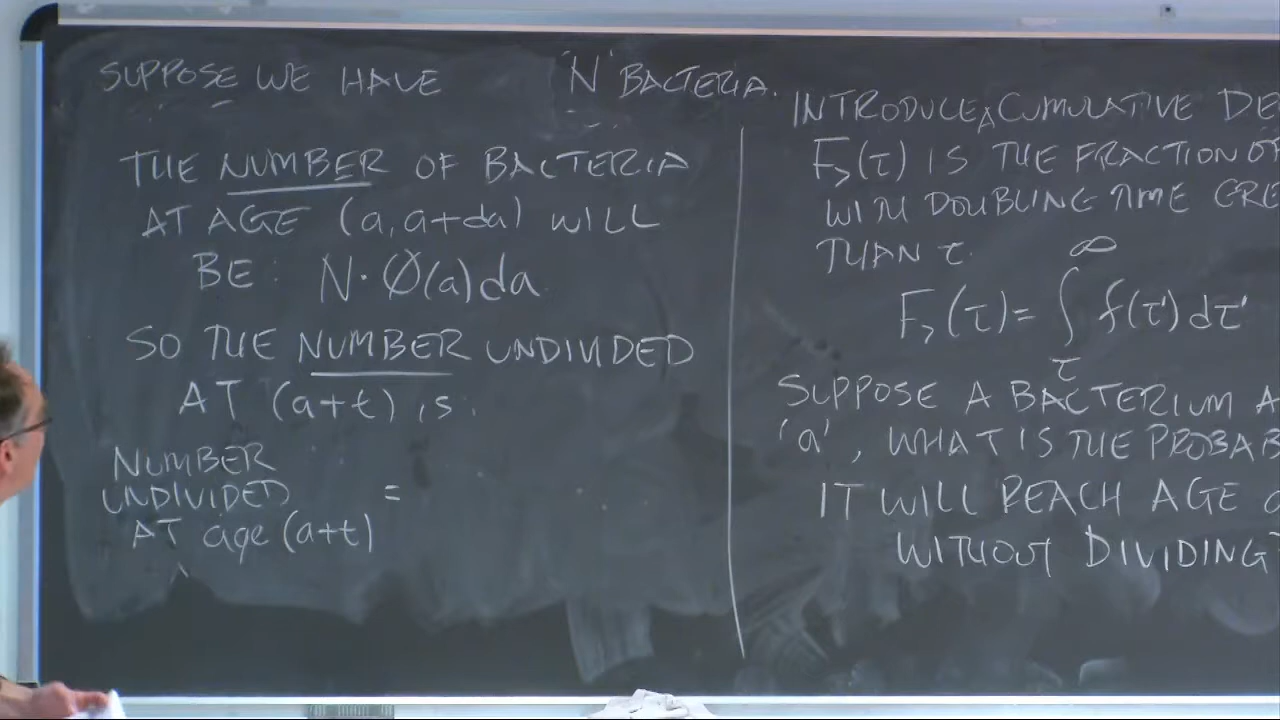 SUPPOSE WE HAVE 'N' BACTERIA.
THE NUMBER OF BACTERIA
AT AGE (a, a+da) WILL
BE: N·Ø(a)da
SO THE NUMBER UNDIVIDED
AT (a+t) is:
NUMBER
UNDIVIDED =
AT age (a+t)
INTRODUCE A CUMULATIVE DE
F>(τ) IS THE FRACTION OF
WITH DOUBLING TIME GRE
THAN τ.
F>(τ) = ∫τ∞ f(τ')dτ'
SUPPOSE A BACTERIUM A
'a', WHAT IS THE PROBAB
IT WILL REACH AGE a
WITHOUT DIVIDING?